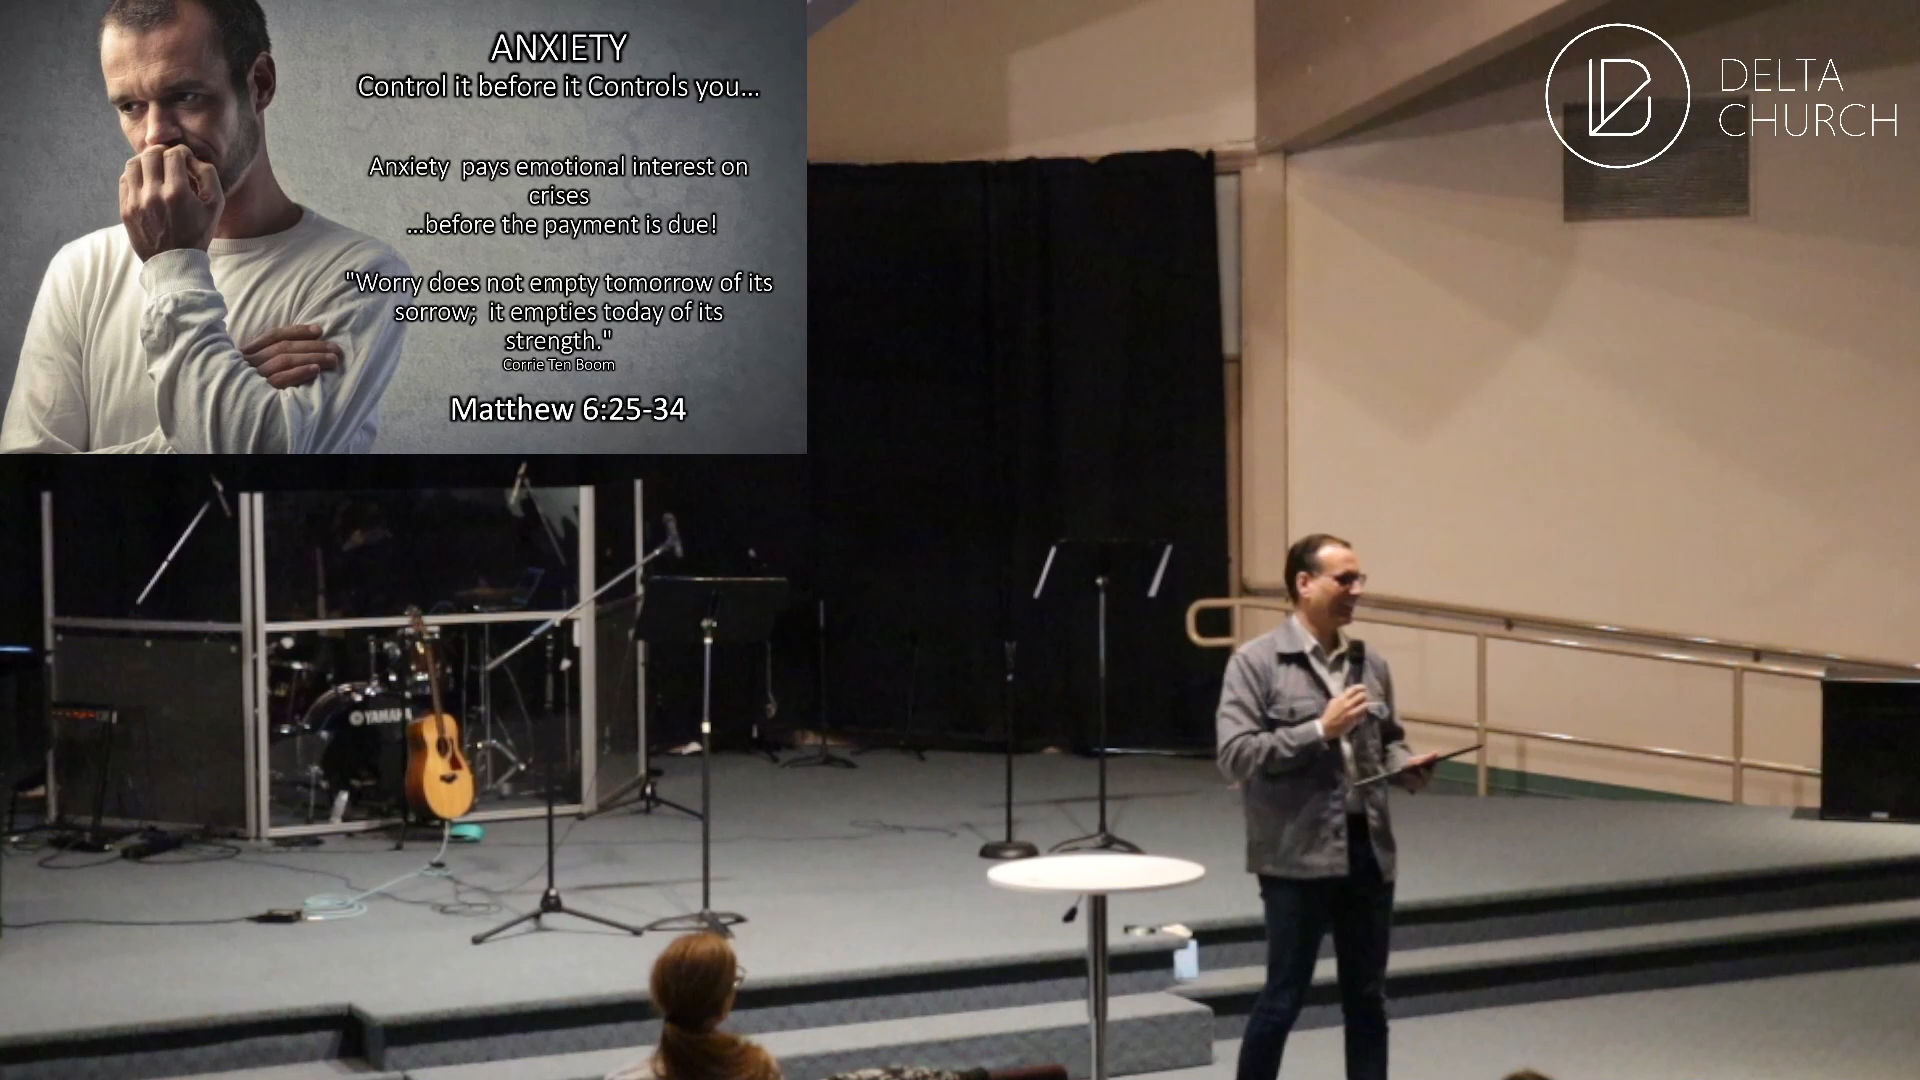 ANXIETY
Control it before it Controls you...
Anxiety pays emotional interest on
crises
...before the payment is due!
"Worry does not empty tomorrow of its
sorrow; it empties today of its
strength."
Corrie Ten Boom
Matthew 6:25-34
DELTA
CHURCH
YAMAHA